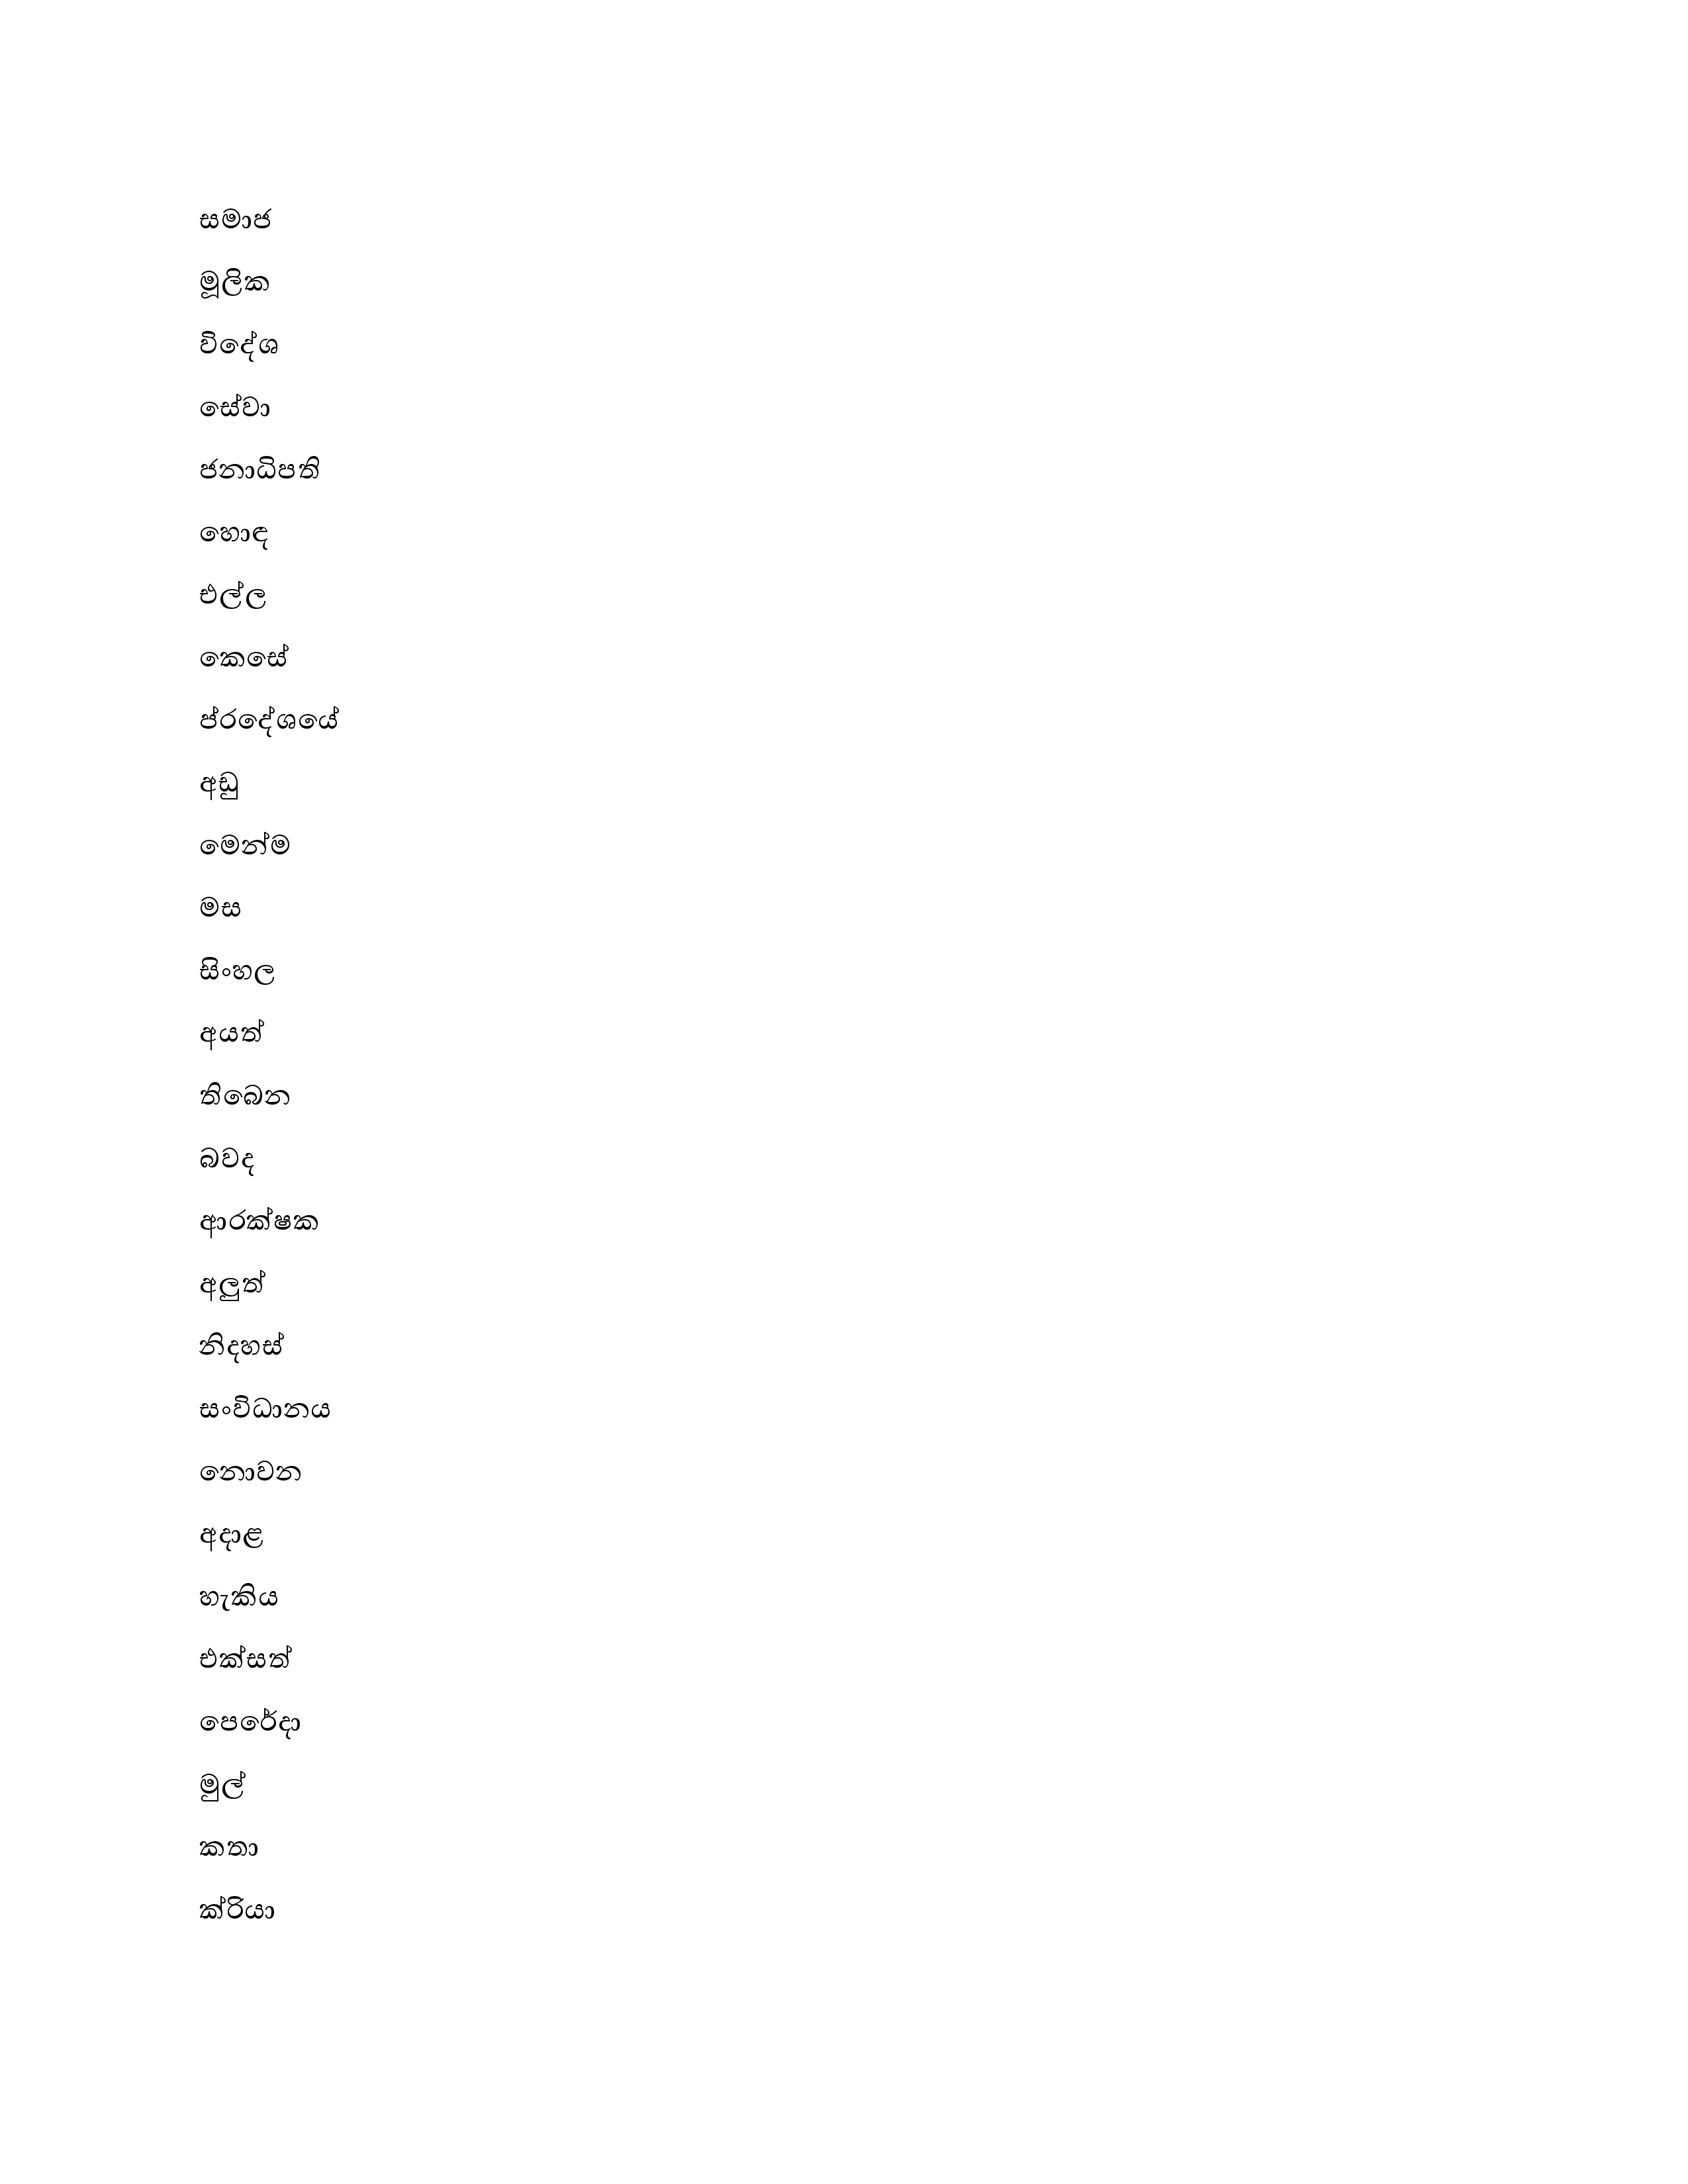 සමාජ
මූලික
විදේශ
සේවා
ජනාධිපති
හොඳ
එල්ල
කෙසේ
ප්රදේශයේ
අඩු
මෙන්ම
මස
සිංහල
අයත්
තිබෙන
බවද
ආරක්ෂක
අලුත්
නිදහස්
සංවිධානය
නොවන
අදාළ
හැකිය
එක්සත්
පෙරේදා
මුල්
කතා
ක්රියා